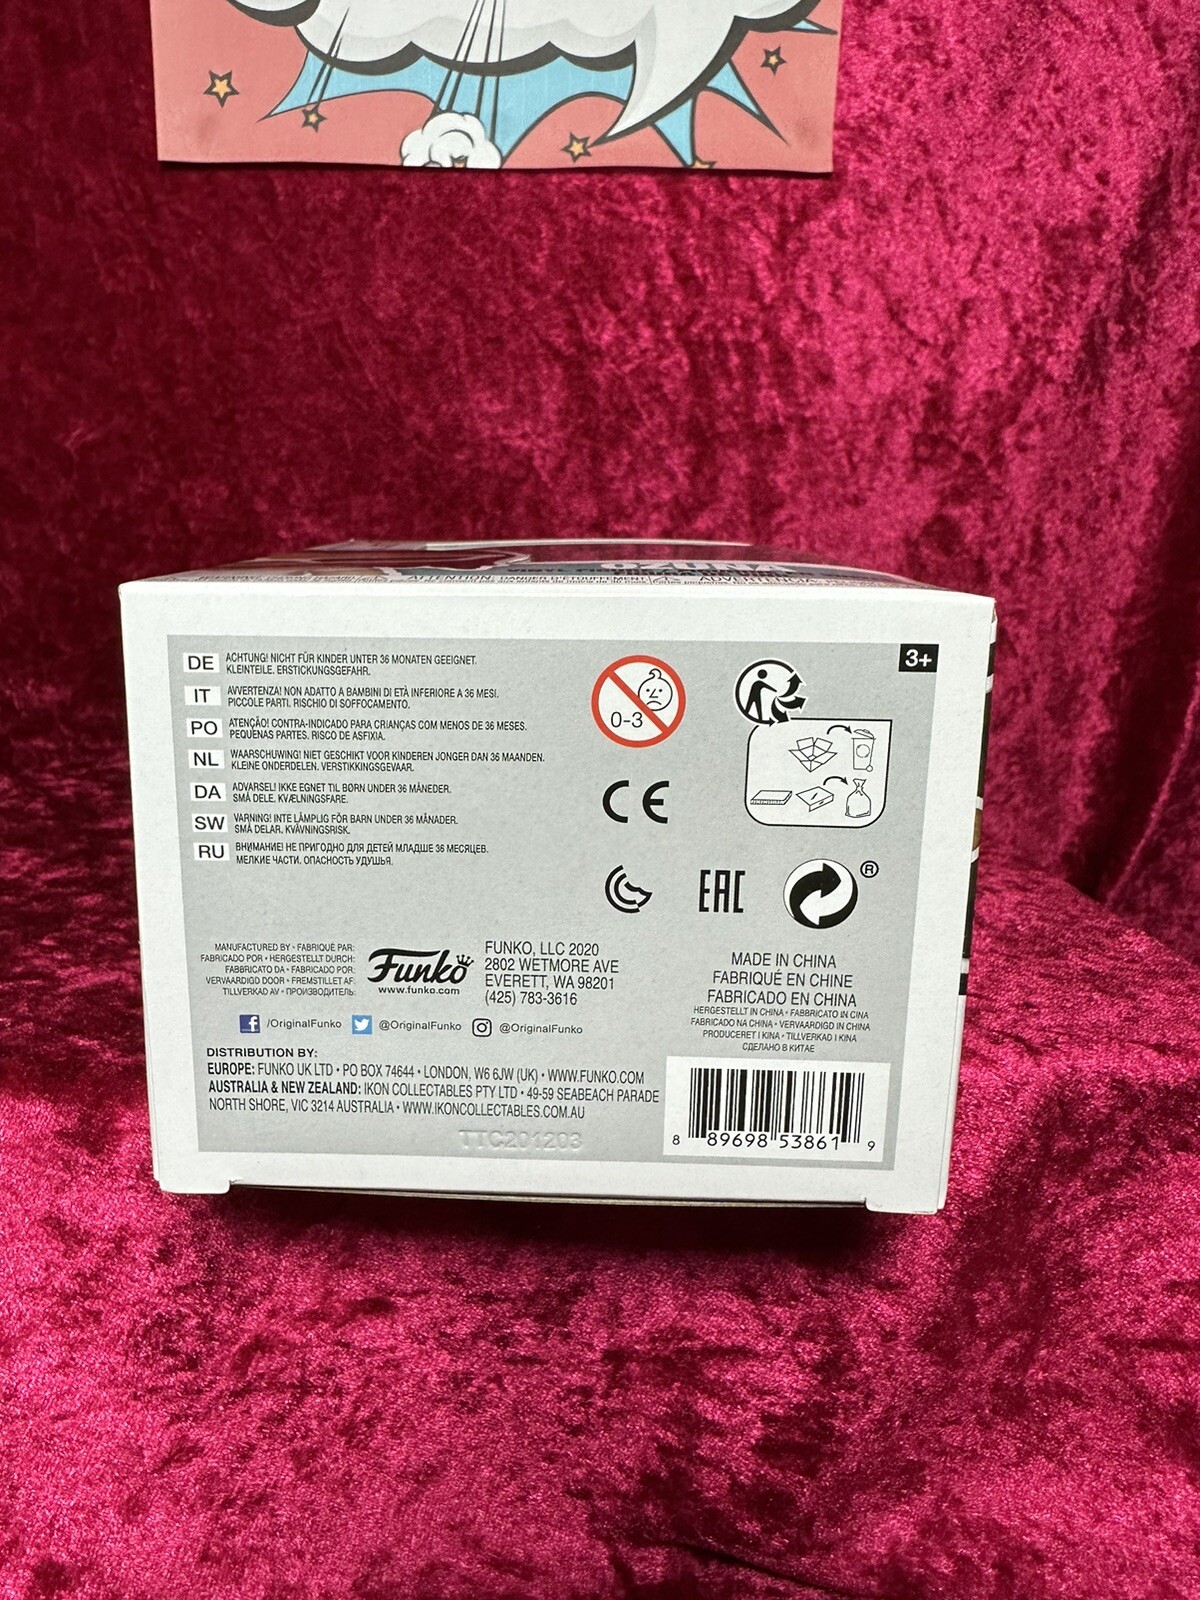 OZUNA
ATTENTION: DANGER D'ÉTOUFFEMENT
ADVERTENCIA:
3+
DE ACHTUNG! NICHT FÜR KINDER UNTER 36 MONATEN GEEIGNET.
KLEINTEILE. ERSTICKUNGSGEFAHR.
IT AVVERTENZA! NON ADATTO A BAMBINI DI ETÀ INFERIORE A 36 MESI.
PICCOLE PARTI. RISCHIO DI SOFFOCAMENTO.
PO ATENÇÃO! CONTRA-INDICADO PARA CRIANÇAS COM MENOS DE 36 MESES.
PEQUENAS PARTES. RISCO DE ASFIXIA.
NL WAARSCHUWING! NIET GESCHIKT VOOR KINDEREN JONGER DAN 36 MAANDEN.
KLEINE ONDERDELEN. VERSTIKKINGSGEVAAR.
DA ADVARSEL! IKKE EGNET TIL BØRN UNDER 36 MÅNEDER.
SMÅ DELE. KVÆLNINGSFARE.
SW VARNING! INTE LÄMPLIG FÖR BARN UNDER 36 MÅNADER.
SMÅ DELAR. KVÄVNINGSRISK.
RU ВНИМАНИЕ! НЕ ПРИГОДНО ДЛЯ ДЕТЕЙ МЛАДШЕ 36 МЕСЯЦЕВ.
МЕЛКИЕ ЧАСТИ. ОПАСНОСТЬ УДУШЬЯ.
0-3
CE
EAC
®
MANUFACTURED BY • FABRIQUÉ PAR:
FABRICADO POR • HERGESTELLT DURCH:
FABBRICATO DA • FABRICADO POR:
VERVAARDIGD DOOR • FREMSTILLET AF:
TILLVERKAD AV • ПРОИЗВОДИТЕЛЬ:
Funko
www.funko.com
FUNKO, LLC 2020
2802 WETMORE AVE
EVERETT, WA 98201
(425) 783-3616
/OriginalFunko @OriginalFunko @OriginalFunko
MADE IN CHINA
FABRIQUÉ EN CHINE
FABRICADO EN CHINA
HERGESTELLT IN CHINA • FABBRICATO IN CINA
FABRICADO NA CHINA • VERVAARDIGD IN CHINA
PRODUCERET I KINA • TILLVERKAD I KINA
СДЕЛАНО В КИТАЕ
DISTRIBUTION BY:
EUROPE: FUNKO UK LTD • PO BOX 74644 • LONDON, W6 6JW (UK) • WWW.FUNKO.COM
AUSTRALIA & NEW ZEALAND: IKON COLLECTABLES PTY LTD • 49-59 SEABEACH PARADE
NORTH SHORE, VIC 3214 AUSTRALIA • WWW.IKONCOLLECTABLES.COM.AU
TTC201203
8 89698 53861 9